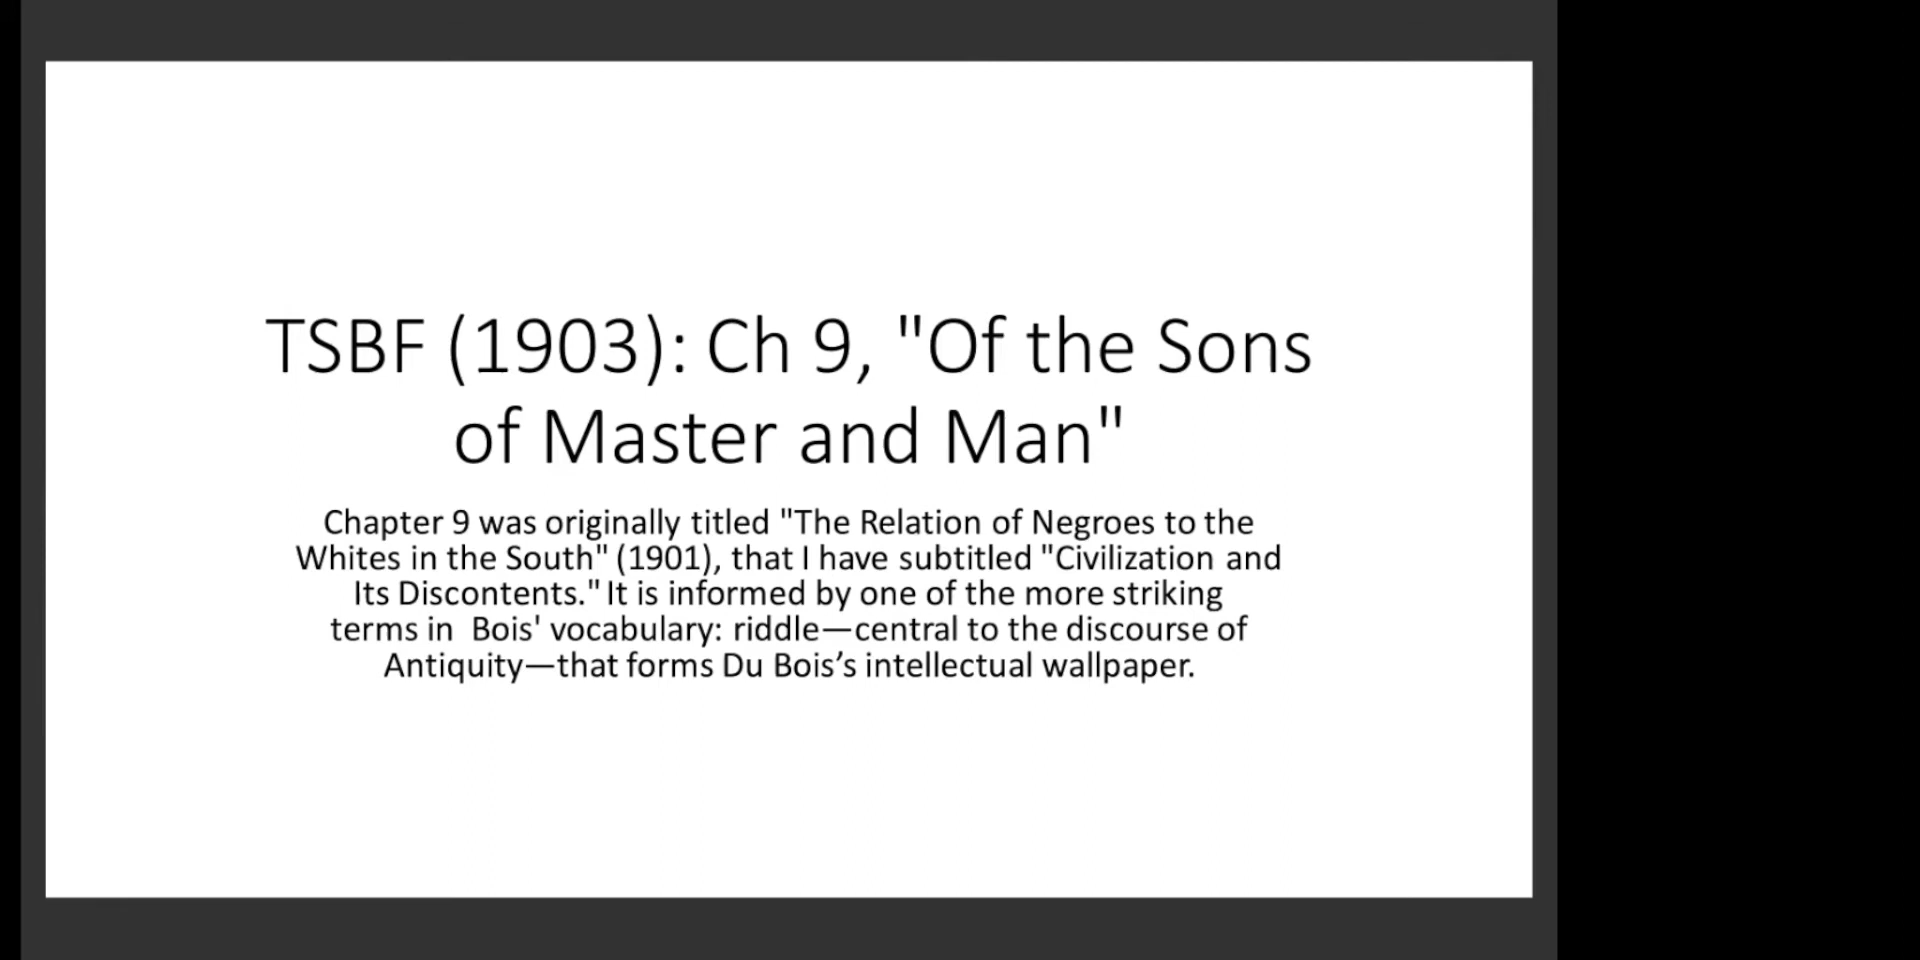 TSBF (1903): Ch 9, "Of the Sons
of Master and Man"
Chapter 9 was originally titled "The Relation of Negroes to the
Whites in the South" (1901), that I have subtitled "Civilization and
Its Discontents." It is informed by one of the more striking
terms in  Bois' vocabulary: riddle—central to the discourse of
Antiquity—that forms Du Bois’s intellectual wallpaper.